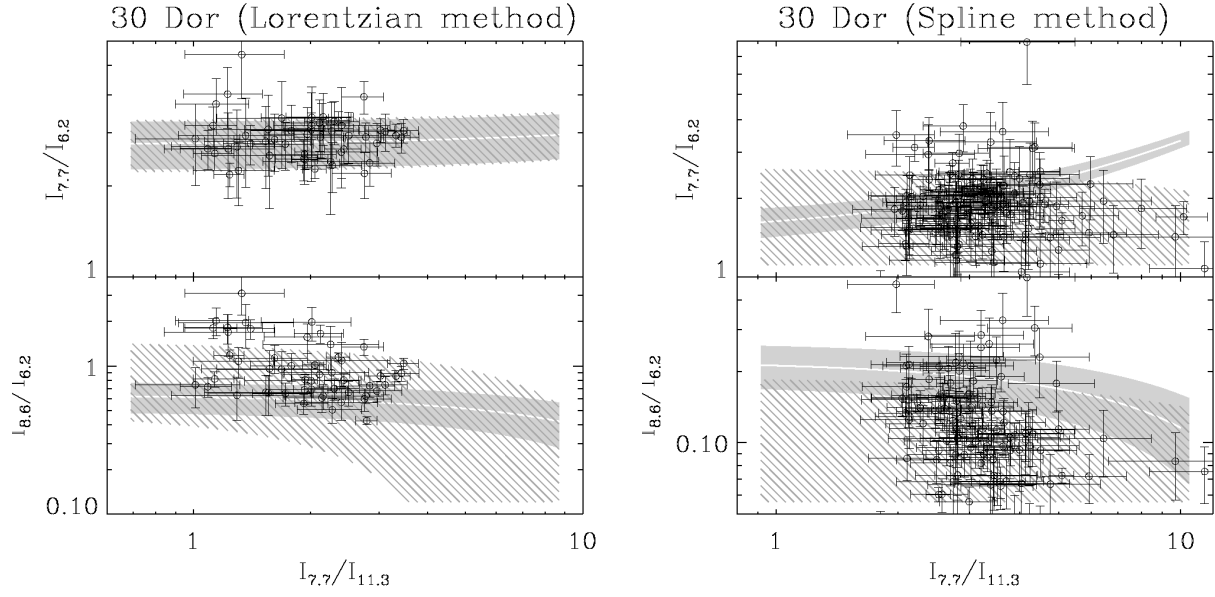 30 Dor (Lorentzian method)
I7.7/I6.2
1
I8.6/I6.2
1
0.10
1
10
I7.7/I11.3
30 Dor (Spline method)
I7.7/I6.2
1
I8.6/I6.2
0.10
1
10
I7.7/I11.3